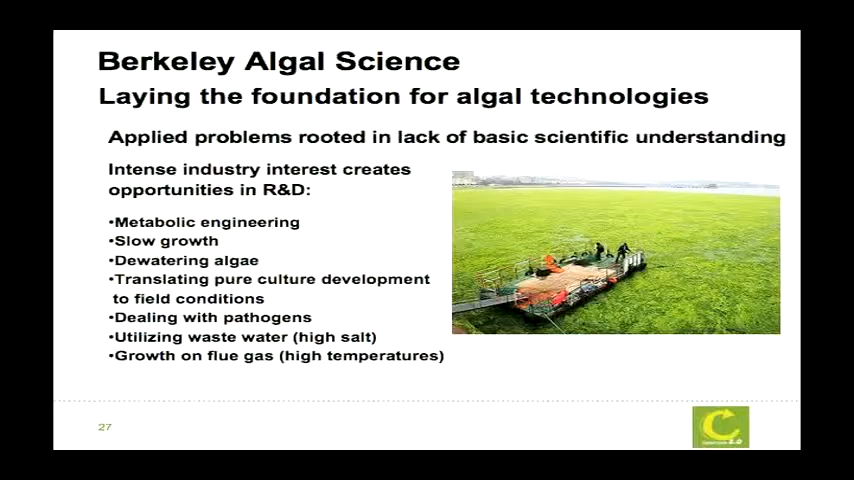 Berkeley Algal Science
Laying the foundation for algal technologies
Applied problems rooted in lack of basic scientific understanding
Intense industry interest creates
opportunities in R&D:
•Metabolic engineering
•Slow growth
•Dewatering algae
•Translating pure culture development
to field conditions
•Dealing with pathogens
•Utilizing waste water (high salt)
•Growth on flue gas (high temperatures)
27
2.0